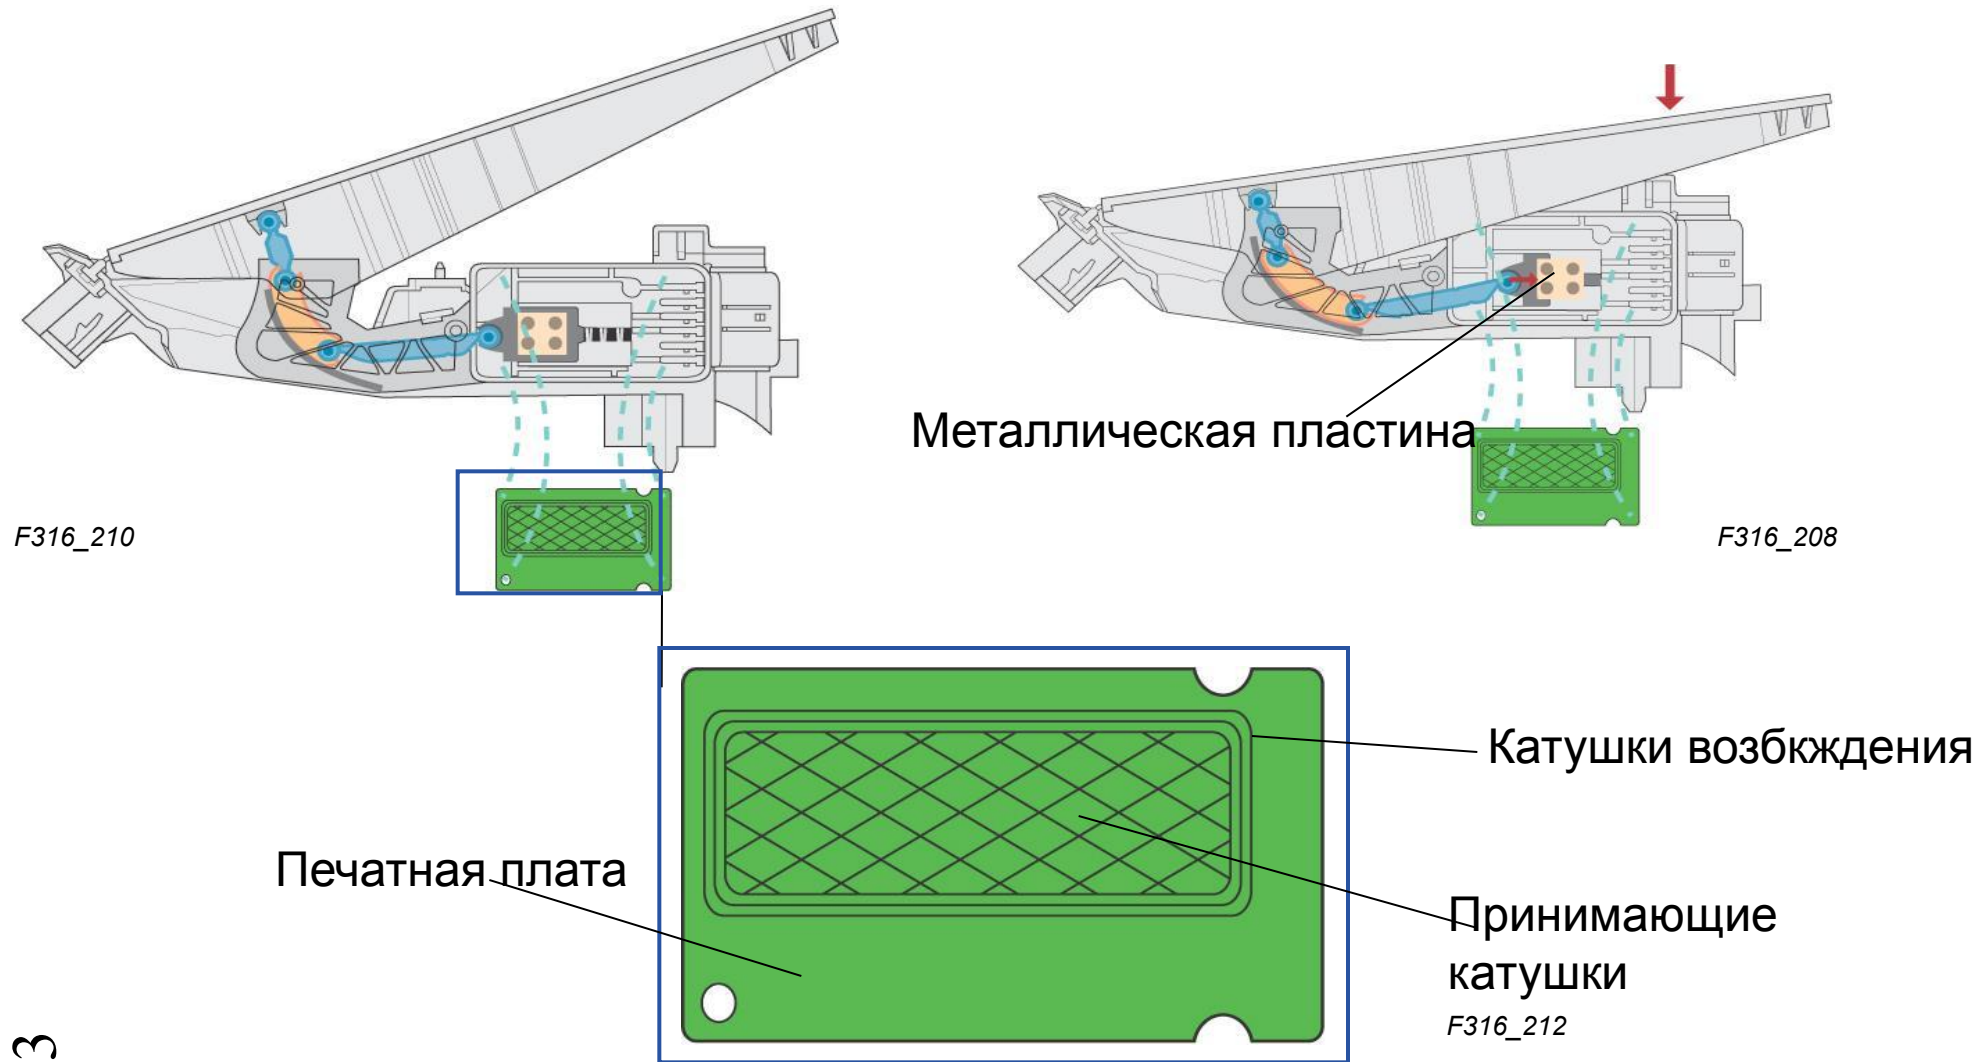 Металлическая пластина
F316_210
F316_208
Катушки возбкждения
Печатная плата
Принимающие
катушки
F316_212
3